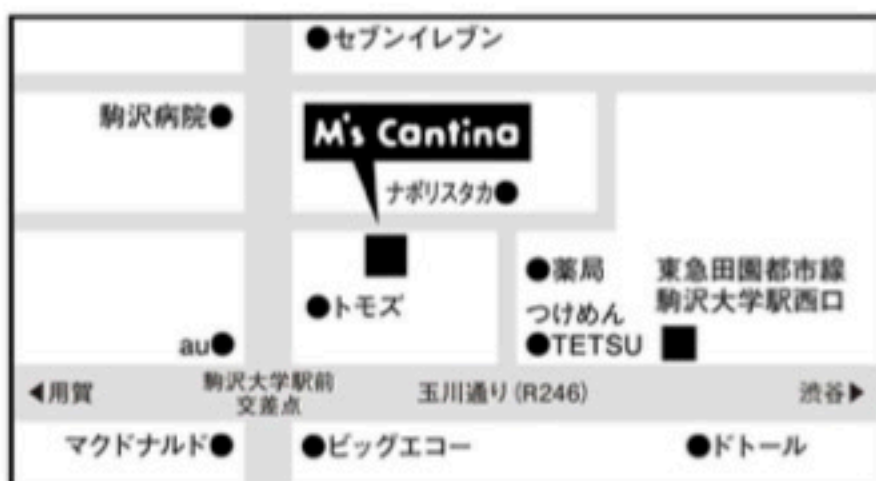 ●セブンイレブン
駒沢病院●
M's Cantina
ナポリスタカ●
●薬局
東急田園都市線
駒沢大学駅西口
●トモズ
つけめん
●TETSU
au●
◀用賀
駒沢大学駅前
交差点
玉川通り(R246)
渋谷▶
マクドナルド●
●ビッグエコー
●ドトール